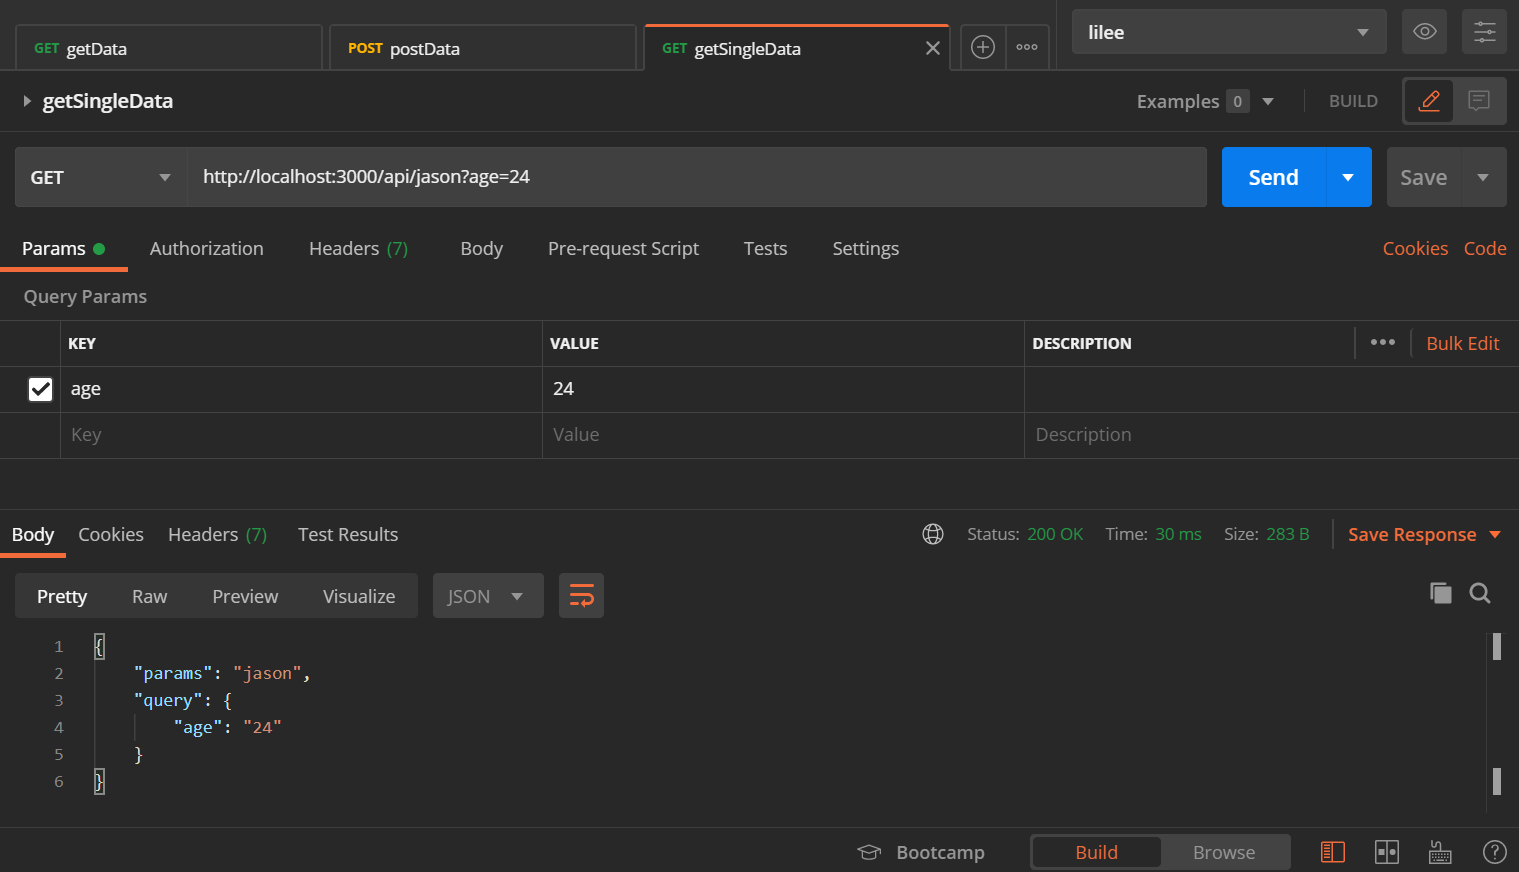 GET getData POST postData GET getSingleData lilee
getSingleData Examples 0 BUILD
GET http://localhost:3000/api/jason?age=24 Send Save
Params Authorization Headers (7) Body Pre-request Script Tests Settings Cookies Code
Query Params
KEY VALUE DESCRIPTION Bulk Edit
age 24
Key Value Description
Body Cookies Headers (7) Test Results Status: 200 OK Time: 30 ms Size: 283 B Save Response
Pretty Raw Preview Visualize JSON
1 {
2 "params": "jason",
3 "query": {
4 "age": "24"
5 }
6 }
Bootcamp Build Browse